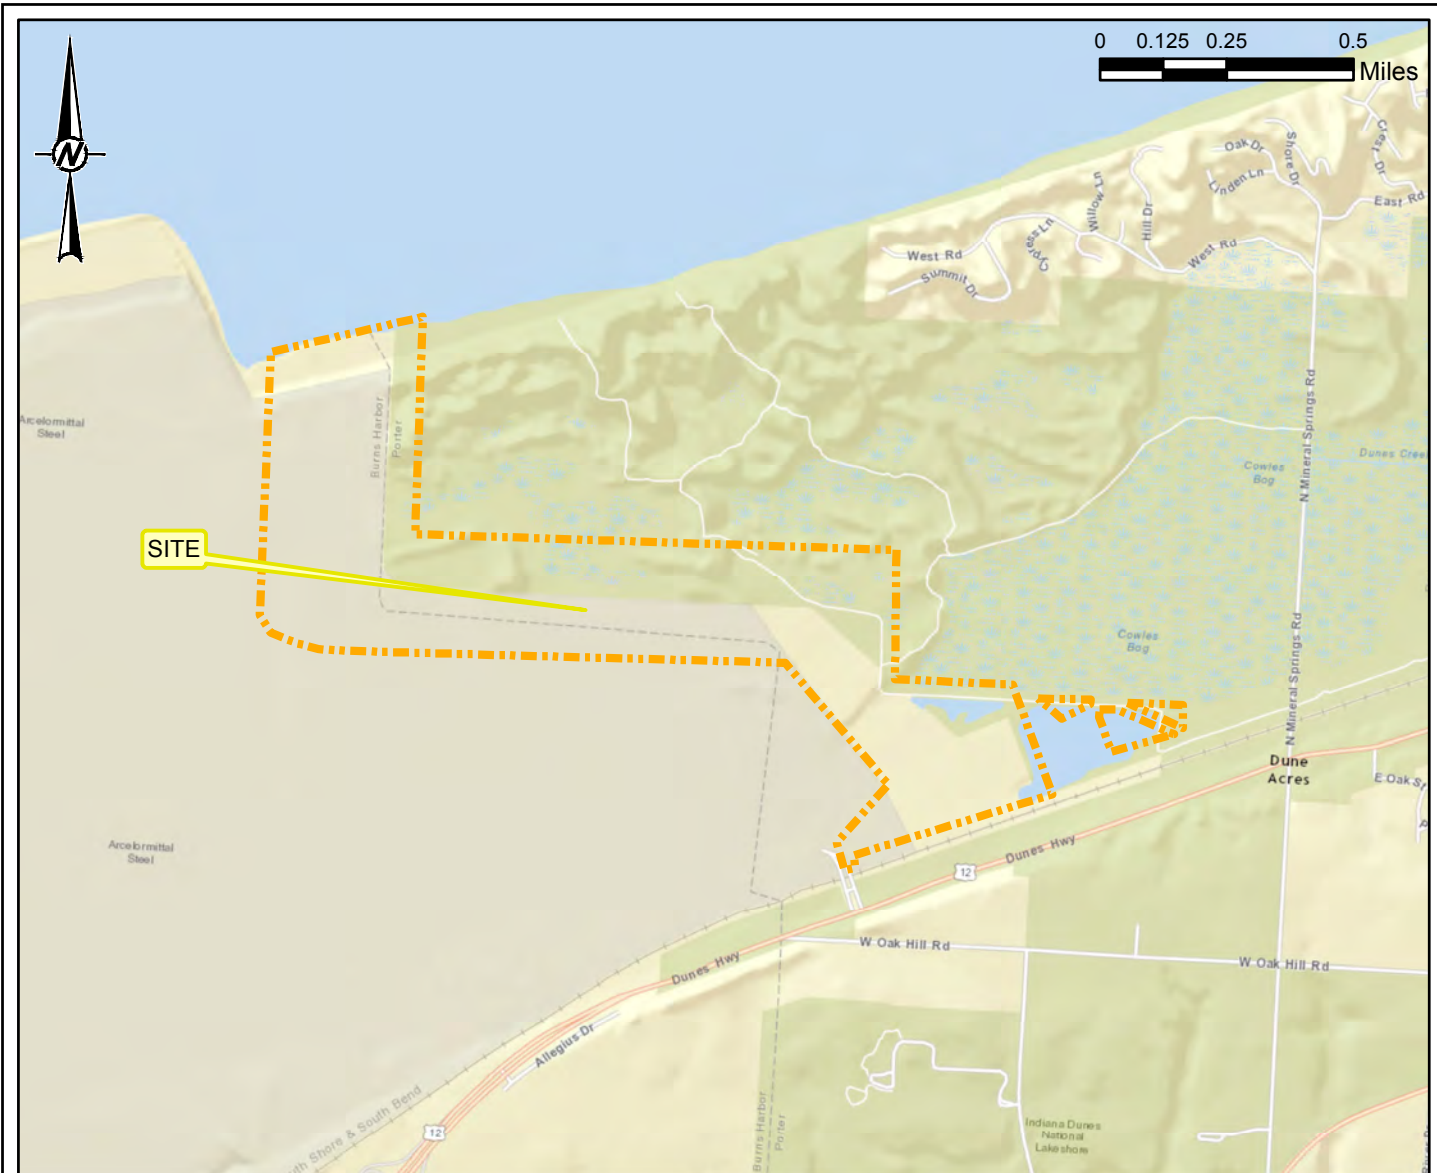 0 0.125 0.25 0.5
Miles
N
Oak Dr
Shore Dr
Crest Dr
Linden Ln
East Rd
Willow Ln
Hill Dr
Cypress Ln
West Rd
West Rd
Summit Dr
N Mineral Springs Rd
Arcelormittal
Steel
Burns Harbor
Porter
Cowles
Bog
Dunes Creek
SITE
Cowles
Bog
N Mineral Springs Rd
Dune
Acres
E Oak St
Arcelormittal
Steel
Dunes Hwy
12
W Oak Hill Rd
W Oak Hill Rd
Dunes Hwy
Allegius Dr
Burns Harbor
Porter
Indiana Dunes
National
Lakeshore
12
uth Shore & South Bend